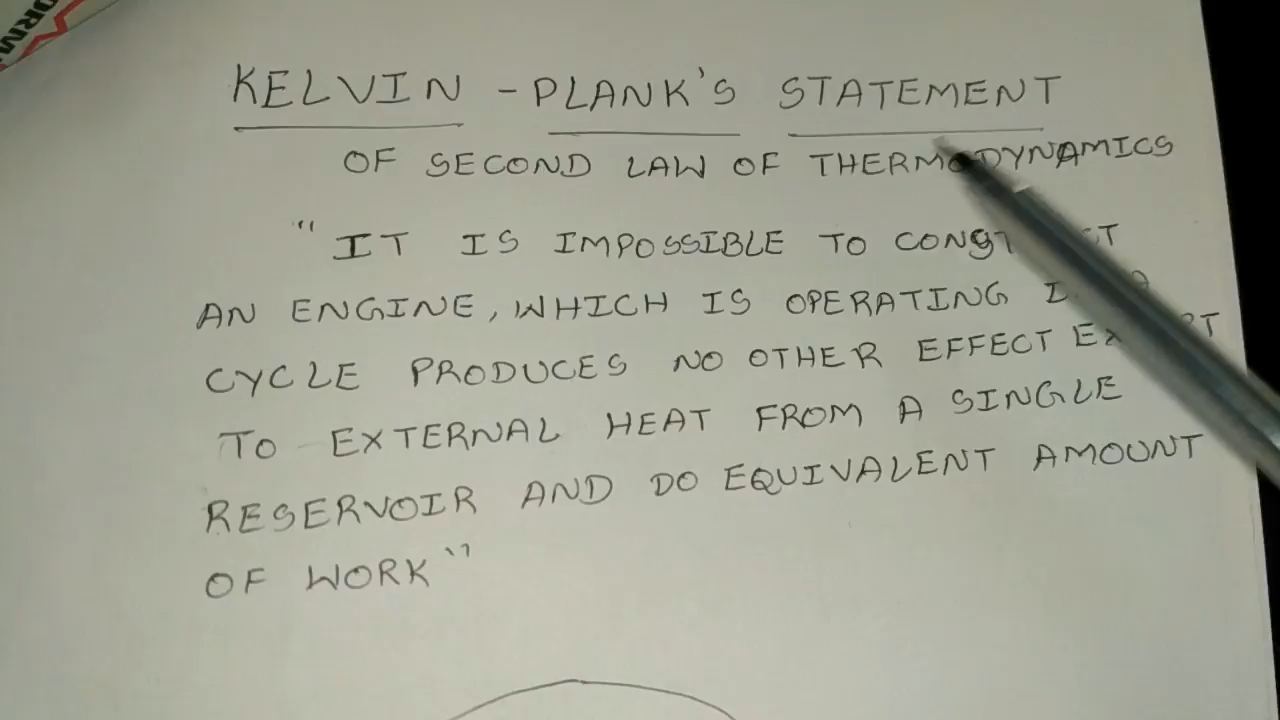 KELVIN - PLANK'S STATEMENT
OF SECOND LAW OF THERMODYNAMICS
"IT IS IMPOSSIBLE TO
AN ENGINE, WHICH IS OPERATING
CYCLE PRODUCES NO OTHER EFFECT
TO EXTERNAL HEAT FROM A SINGLE
RESERVOIR AND DO EQUIVALENT AMOUNT
OF WORK"